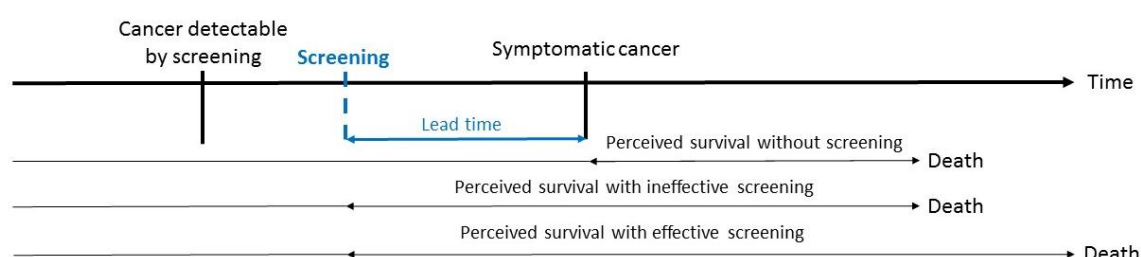 Cancer detectable
by screening
Screening
Symptomatic cancer
Time
Lead time
Perceived survival without screening
Death
Perceived survival with ineffective screening
Death
Perceived survival with effective screening
Death